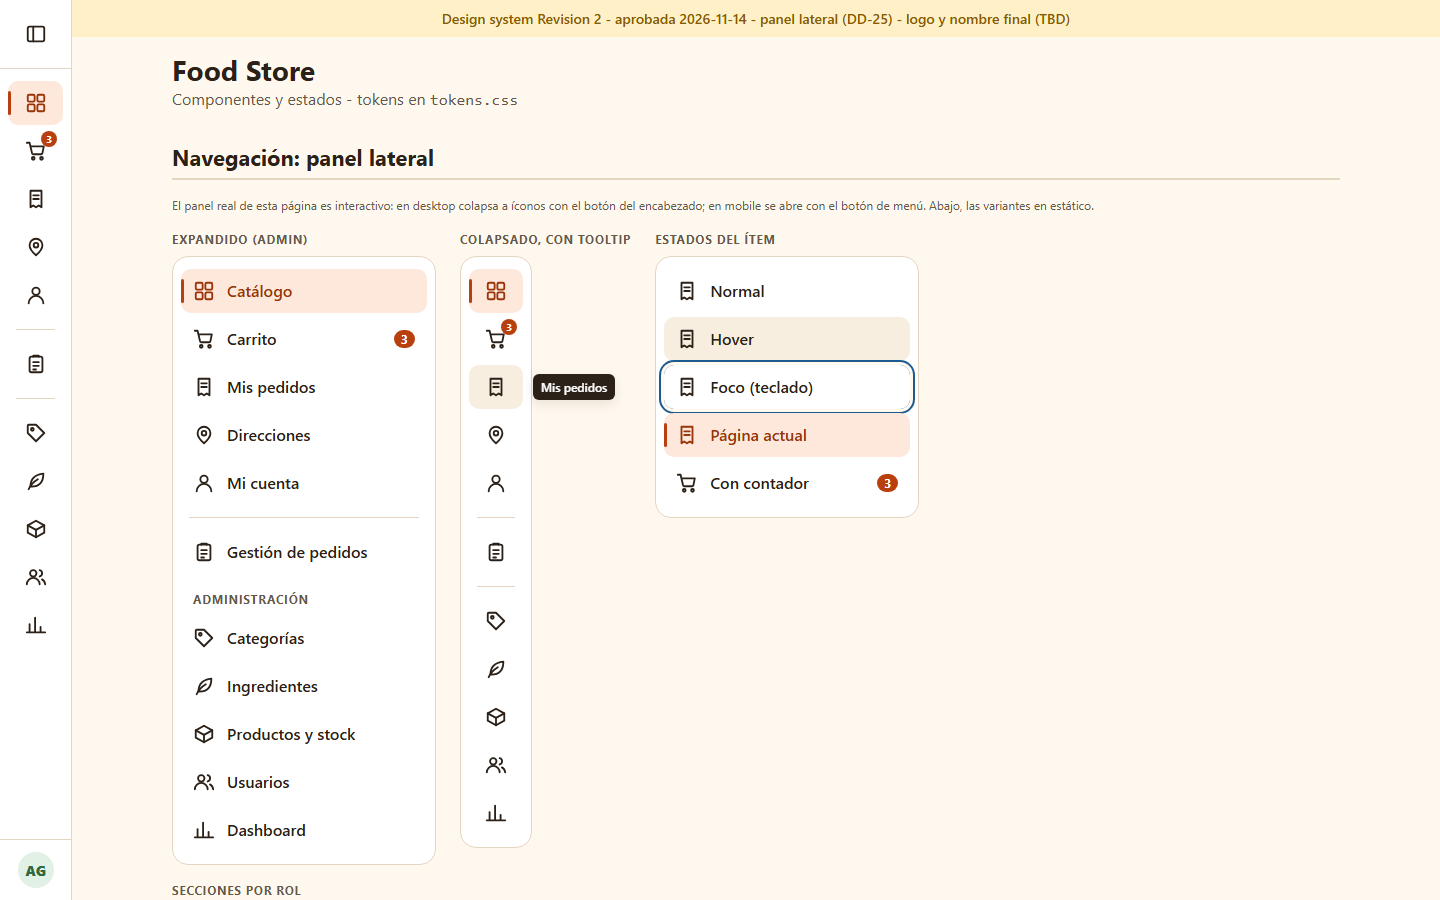 Design system Revision 2 - aprobada 2026-11-14 - panel lateral (DD-25) - logo y nombre final (TBD)
3
AG
Food Store
Componentes y estados - tokens en tokens.css
Navegación: panel lateral
El panel real de esta página es interactivo: en desktop colapsa a íconos con el botón del encabezado; en mobile se abre con el botón de menú. Abajo, las variantes en estático.
EXPANDIDO (ADMIN)
Catálogo
Carrito 3
Mis pedidos
Direcciones
Mi cuenta
Gestión de pedidos
ADMINISTRACIÓN
Categorías
Ingredientes
Productos y stock
Usuarios
Dashboard
COLAPSADO, CON TOOLTIP
3
Mis pedidos
ESTADOS DEL ÍTEM
Normal
Hover
Foco (teclado)
Página actual
Con contador 3
SECCIONES POR ROL